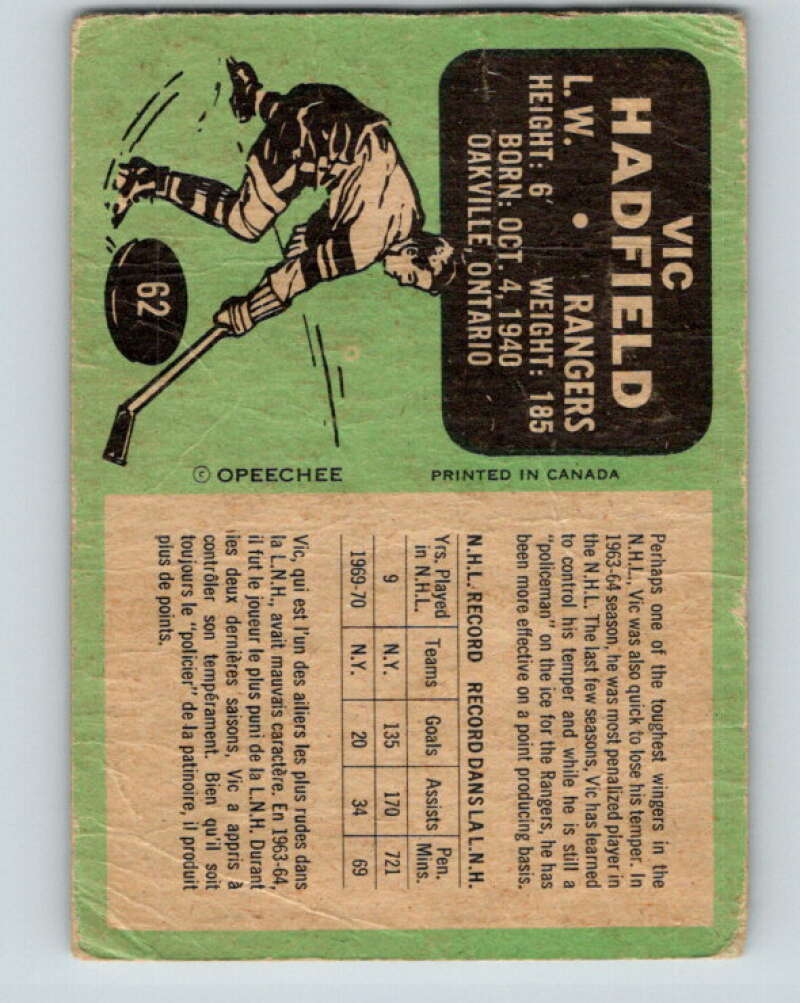 VIC
HADFIELD
L. W. • RANGERS
HEIGHT: 6' WEIGHT: 185
BORN: OCT. 4, 1940
OAKVILLE, ONTARIO
62
© OPEECHEE
PRINTED IN CANADA
Perhaps one of the toughest wingers in the
N.H.L., Vic was also quick to lose his temper. In
1963-64 season, he was most penalized player in
the N.H.L. The last few seasons, Vic has learned
to control his temper and while he is still a
"policeman" on the ice for the Rangers, he has
been more effective on a point producing basis.
N.H.L. RECORD RECORD DANS LA L.N.H.
Yrs. Played Pen.
in N.H.L. Teams Goals Assists Mins.
9 N.Y. 135 170 721
1969-70 N.Y. 20 34 69
Vic, qui est l'un des ailiers les plus rudes dans
la L.N.H., avait mauvais caractère. En 1963-64,
il fut le joueur le plus puni de la L.N.H. Durant
les deux dernières saisons, Vic a appris à
contrôler son tempérament. Bien qu'il soit
toujours le "policier" de la patinoire, il produit
plus de points.